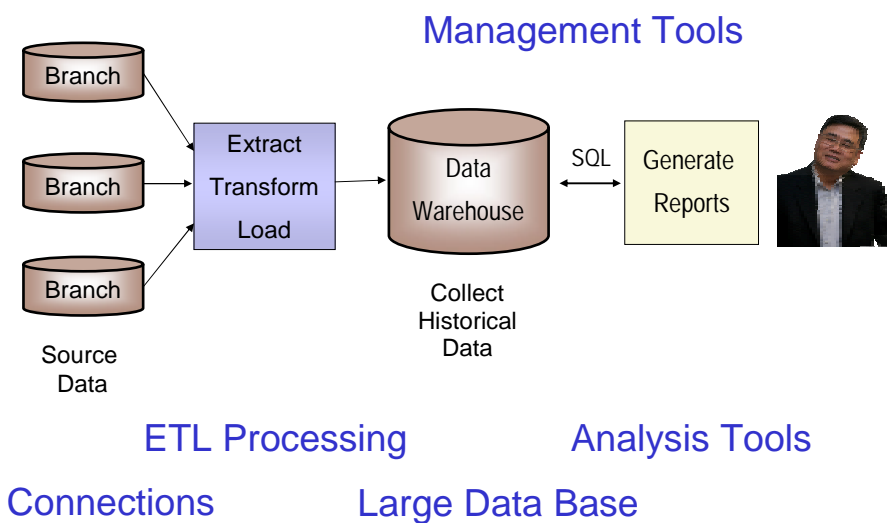 Management Tools
Branch
Branch
Branch
Source
Data
Extract
Transform
Load
Data
Warehouse
Collect
Historical
Data
SQL
Generate
Reports
ETL Processing
Analysis Tools
Connections
Large Data Base